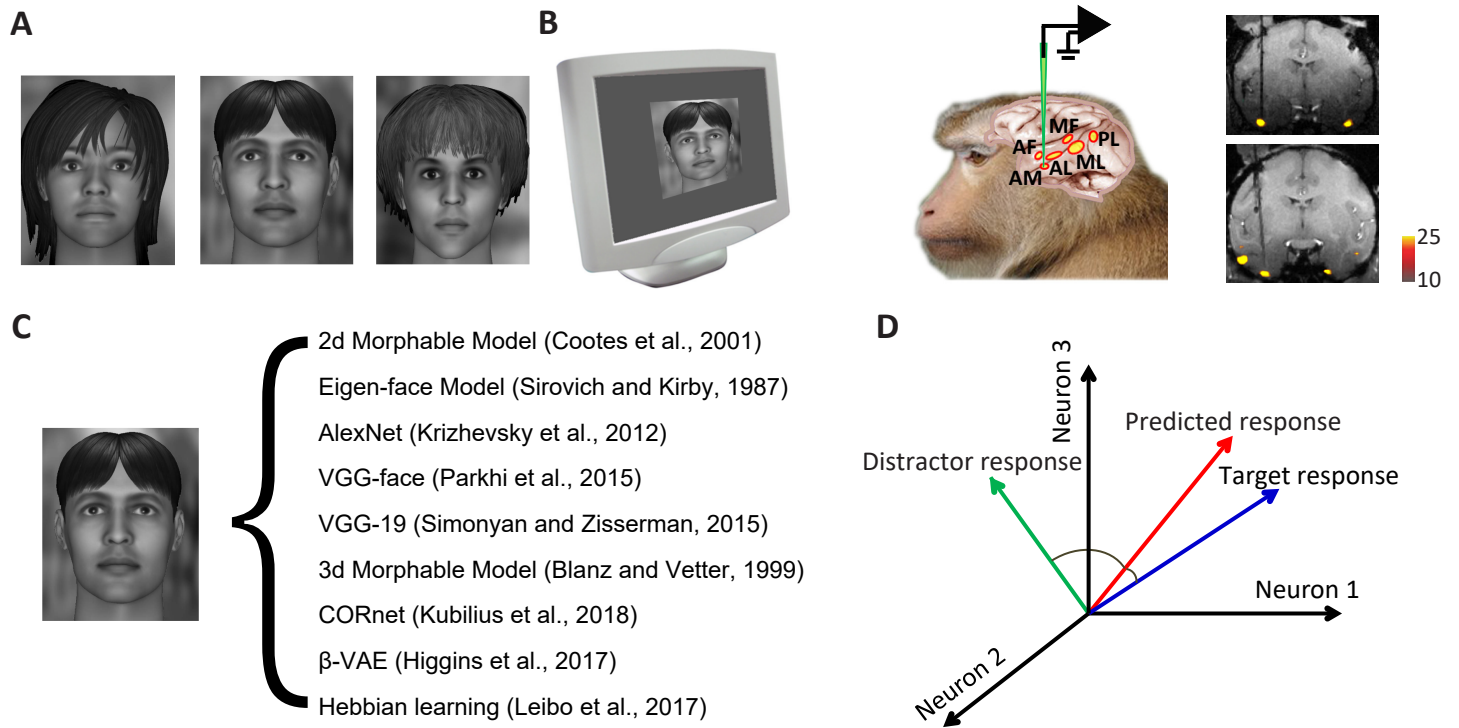 A
B
MF
PL
AF
ML
AL
AM
25
10
C
2d Morphable Model (Cootes et al., 2001)
Eigen-face Model (Sirovich and Kirby, 1987)
AlexNet (Krizhevsky et al., 2012)
VGG-face (Parkhi et al., 2015)
VGG-19 (Simonyan and Zisserman, 2015)
3d Morphable Model (Blanz and Vetter, 1999)
CORnet (Kubilius et al., 2018)
β-VAE (Higgins et al., 2017)
Hebbian learning (Leibo et al., 2017)
D
Neuron 3
Predicted response
Distractor response
Target response
Neuron 1
Neuron 2